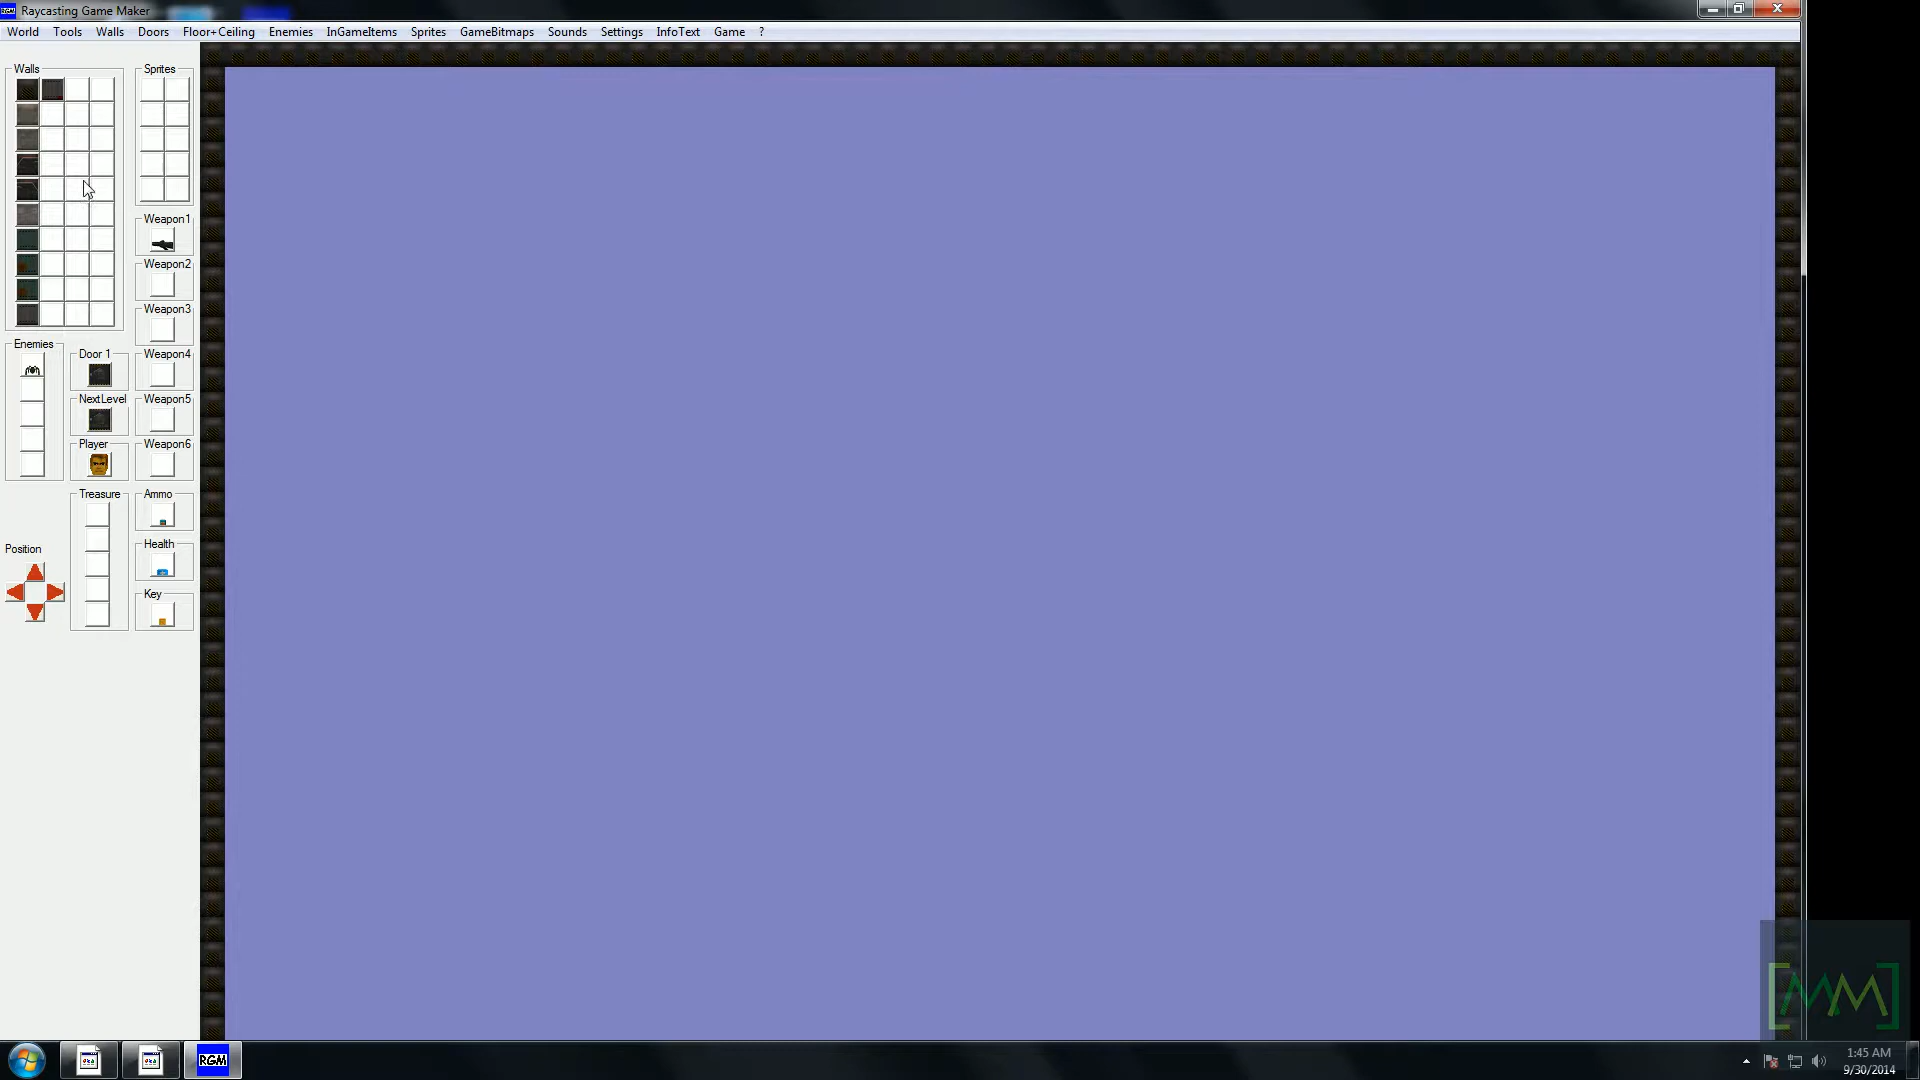 RGM Raycasting Game Maker
World Tools Walls Doors Floor+Ceiling Enemies InGameItems Sprites GameBitmaps Sounds Settings InfoText Game ?
Walls
Sprites
Weapon1
Weapon2
Weapon3
Enemies
Door 1
Weapon4
NextLevel
Weapon5
Player
Weapon6
Treasure
Ammo
Position
Health
Key
[MM]
RGM
1:45 AM
9/30/2014